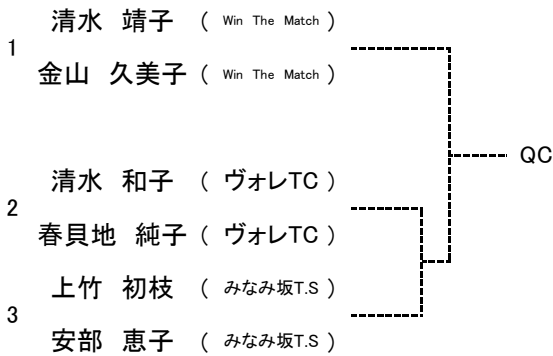 清水 靖子 ( Win The Match )
1
金山 久美子 ( Win The Match )
QC
清水 和子 ( ヴォレTC )
2
春貝地 純子 ( ヴォレTC )
上竹 初枝 ( みなみ坂T.S )
3
安部 恵子 ( みなみ坂T.S )